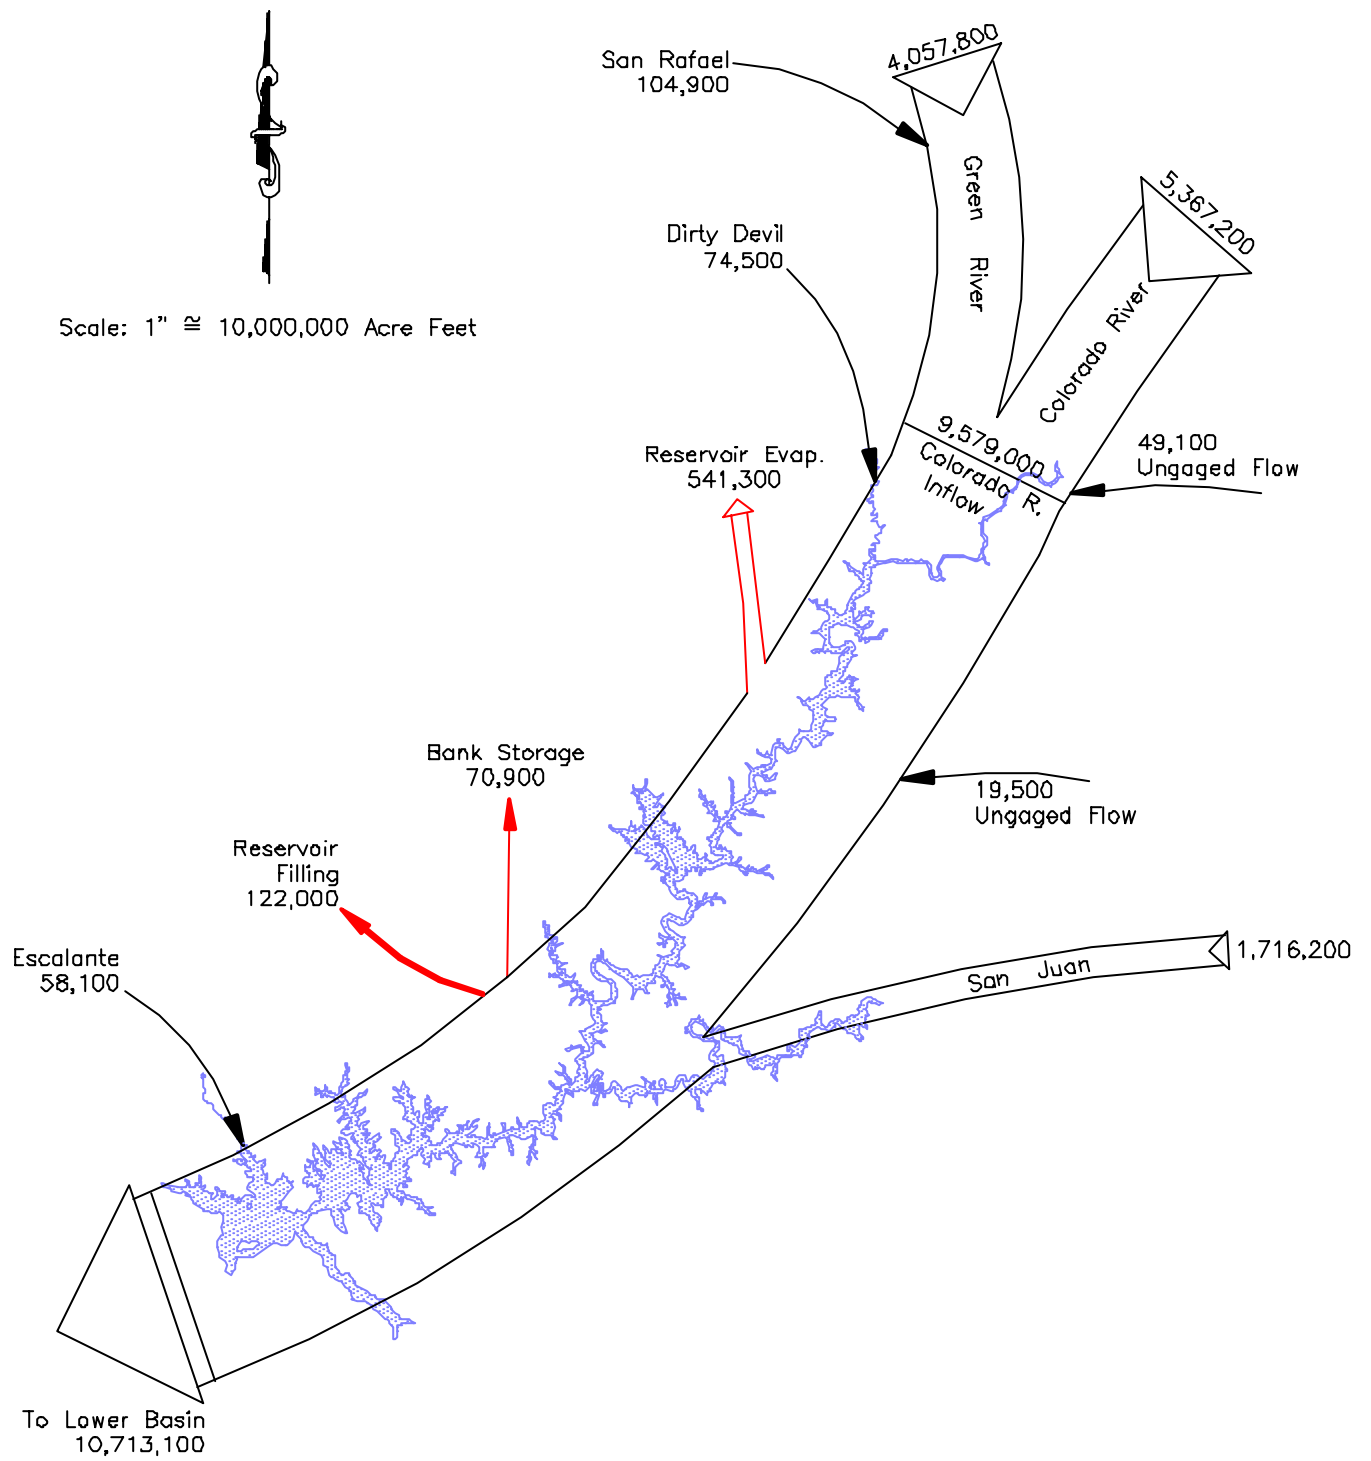 San Rafael
104,900
4,057,800
Green River
5,367,200
Colorado River
Dirty Devil
74,500
Scale: 1" ≅ 10,000,000 Acre Feet
9,579,000
Colorado R.
Inflow
49,100
Ungaged Flow
Reservoir Evap.
541,300
Bank Storage
70,900
19,500
Ungaged Flow
Reservoir
Filling
122,000
Escalante
58,100
San Juan
1,716,200
To Lower Basin
10,713,100